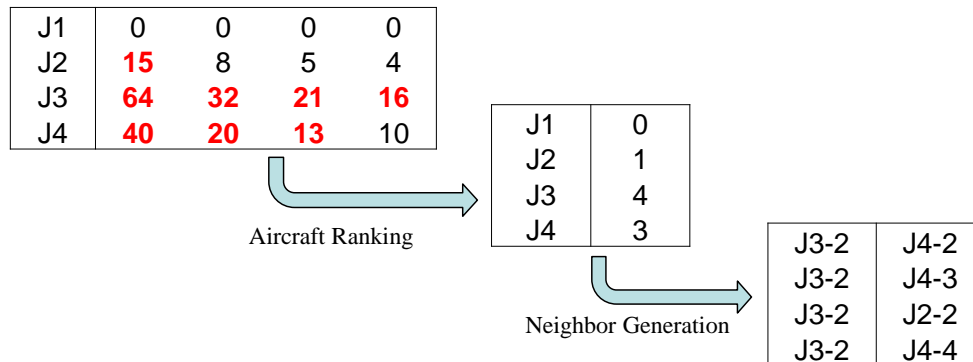 J1 0 0 0 0
J2 15 8 5 4
J3 64 32 21 16
J4 40 20 13 10
Aircraft Ranking
J1 0
J2 1
J3 4
J4 3
Neighbor Generation
J3-2 J4-2
J3-2 J4-3
J3-2 J2-2
J3-2 J4-4